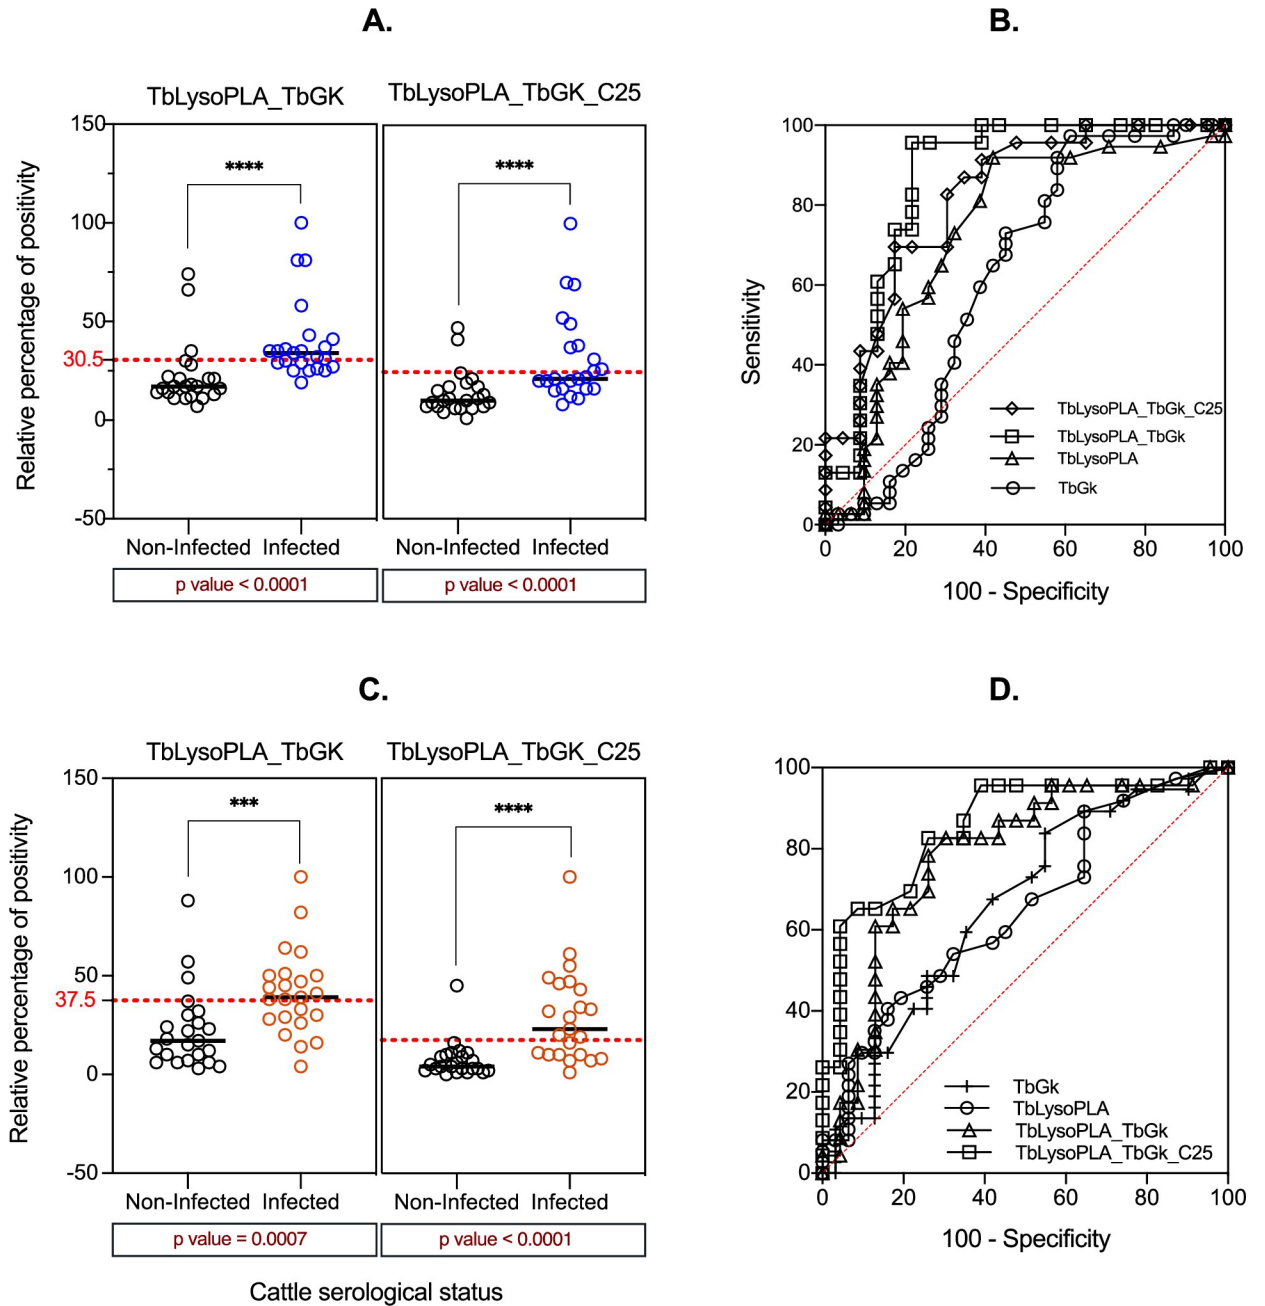 A.
TbLysoPLA_TbGK
TbLysoPLA_TbGK_C25
Relative percentage of positivity
150
100
50
30.5
0
-50
****
****
Non-Infected Infected
Non-Infected Infected
p value < 0.0001
p value < 0.0001
B.
Sensitivity
100
80
60
40
20
0
TbLysoPLA_TbGk_C25
TbLysoPLA_TbGk
TbLysoPLA
TbGk
0 20 40 60 80 100
100 - Specificity
C.
TbLysoPLA_TbGK
TbLysoPLA_TbGK_C25
Relative percentage of positivity
150
100
50
37.5
0
-50
***
****
Non-Infected Infected
Non-Infected Infected
p value = 0.0007
p value < 0.0001
Cattle serological status
D.
100
80
60
40
20
0
TbGk
TbLysoPLA
TbLysoPLA_TbGk
TbLysoPLA_TbGk_C25
0 20 40 60 80 100
100 - Specificity